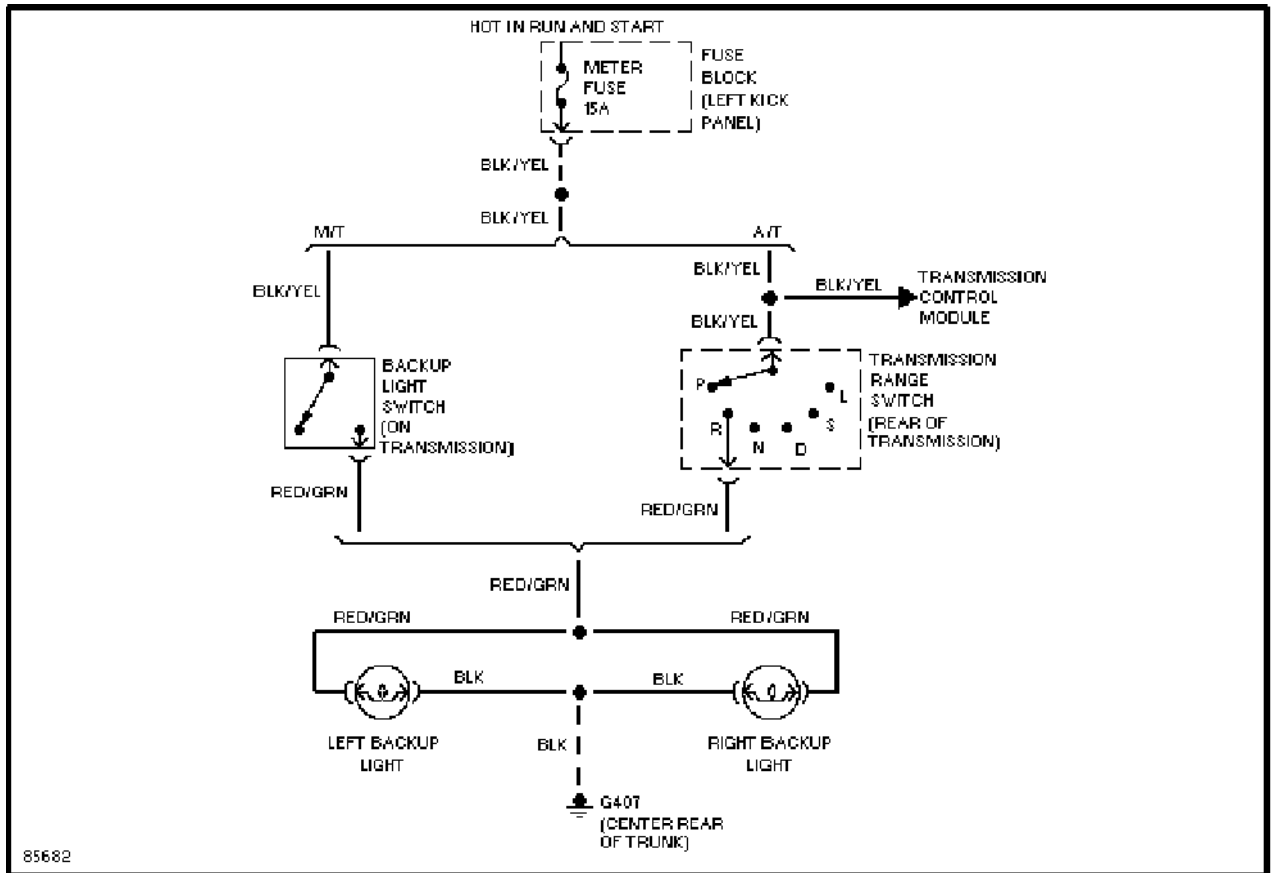 HOT IN RUN AND START
METER
FUSE
15A
FUSE
BLOCK
(LEFT KICK
PANEL)
BLK/YEL
BLK/YEL
M/T
A/T
BLK/YEL
BLK/YEL
BLK/YEL
TRANSMISSION
CONTROL
MODULE
BLK/YEL
BACKUP
LIGHT
SWITCH
(ON
TRANSMISSION)
P
R
N
D
S
L
TRANSMISSION
RANGE
SWITCH
(REAR OF
TRANSMISSION)
RED/GRN
RED/GRN
RED/GRN
RED/GRN
RED/GRN
BLK
BLK
LEFT BACKUP
LIGHT
BLK
RIGHT BACKUP
LIGHT
G407
(CENTER REAR
OF TRUNK)
85682